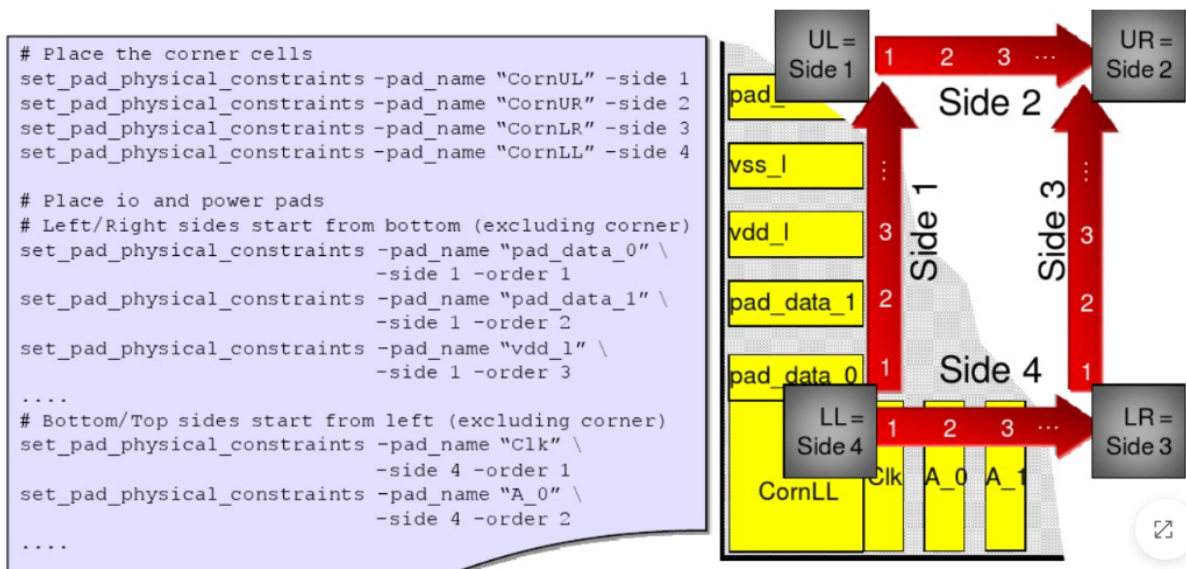 # Place the corner cells
set_pad_physical_constraints -pad_name “CornUL” -side 1
set_pad_physical_constraints -pad_name “CornUR” -side 2
set_pad_physical_constraints -pad_name “CornLR” -side 3
set_pad_physical_constraints -pad_name “CornLL” -side 4
# Place io and power pads
# Left/Right sides start from bottom (excluding corner)
set_pad_physical_constraints -pad_name “pad_data_0” \
-side 1 -order 1
set_pad_physical_constraints -pad_name “pad_data_1” \
-side 1 -order 2
set_pad_physical_constraints -pad_name “vdd_l” \
-side 1 -order 3
....
# Bottom/Top sides start from left (excluding corner)
set_pad_physical_constraints -pad_name “Clk” \
-side 4 -order 1
set_pad_physical_constraints -pad_name “A_0” \
-side 4 -order 2
....
UL =
Side 1
1 2 3 ...
UR =
Side 2
Side 2
pad_
vss_l
vdd_l
pad_data_1
pad_data_0
... 3 2 1
Side 1
Side 3
... 3 2 1
Side 4
LL =
Side 4
1 2 3 ...
LR =
Side 3
CornLL
Clk
A_0
A_1